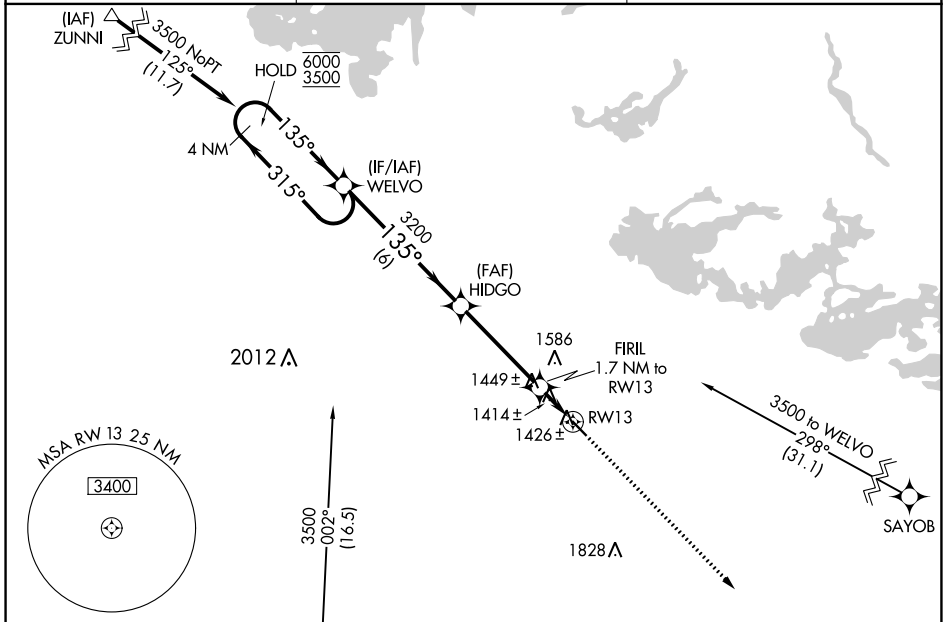 (IAF)
ZUNNI
3500 NoPT
125°
(11.7)
HOLD
6000
3500
4 NM
135°
315°
(IF/IAF)
WELVO
3200
135°
(6)
(FAF)
HIDGO
2012
1586
FIRIL
1.7 NM to
RW13
1449 ±
1414 ±
1426 ±
RW13
3500 to WELVO
298°
(31.1)
SAYOB
MSA RW 13 25 NM
3400
3500
002°
(16.5)
1828